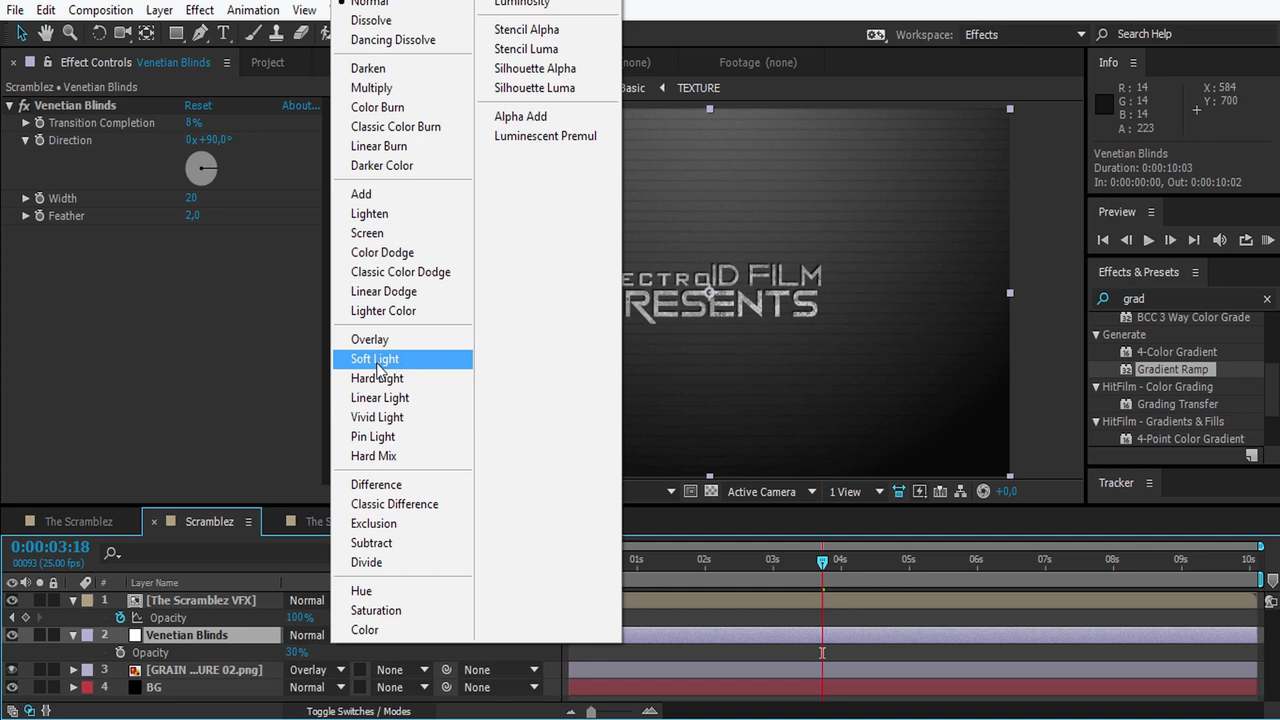 File Edit Composition Layer Effect Animation View
Workspace: Effects
Search Help
Effect Controls Venetian Blinds
Project
Scramblez • Venetian Blinds
Venetian Blinds Reset About...
Transition Completion 8%
Direction 0x+90,0°
Width 20
Feather 2,0
Normal
Dissolve
Dancing Dissolve
Darken
Multiply
Color Burn
Classic Color Burn
Linear Burn
Darker Color
Add
Lighten
Screen
Color Dodge
Classic Color Dodge
Linear Dodge
Lighter Color
Overlay
Soft Light
Hard Light
Linear Light
Vivid Light
Pin Light
Hard Mix
Difference
Classic Difference
Exclusion
Subtract
Divide
Hue
Saturation
Color
Luminosity
Stencil Alpha
Stencil Luma
Silhouette Alpha
Silhouette Luma
Alpha Add
Luminescent Premul
(none) Footage (none)
Basic TEXTURE
ectroID FILM
RESENTS
Active Camera 1 View +0,0
Info
R: 14 X: 584
G: 14 Y: 700
B: 14
A: 223
Venetian Blinds
Duration: 0:00:10:03
In: 0:00:00:00, Out: 0:00:10:02
Preview
Effects & Presets
grad
BCC 3 Way Color Grade
Generate
4-Color Gradient
Gradient Ramp
HitFilm - Color Grading
Grading Transfer
HitFilm - Gradients & Fills
4-Point Color Gradient
Tracker
The Scramblez Scramblez The S
0:00:03:18
00093 (25.00 fps)
01s 02s 03s 04s 05s 06s 07s 08s 09s 10s
# Layer Name
1 [The Scramblez VFX] Normal
Opacity 100%
2 Venetian Blinds Normal
Opacity 30%
3 [GRAIN ...URE 02.png] Overlay None None
4 BG Normal None None
Toggle Switches / Modes